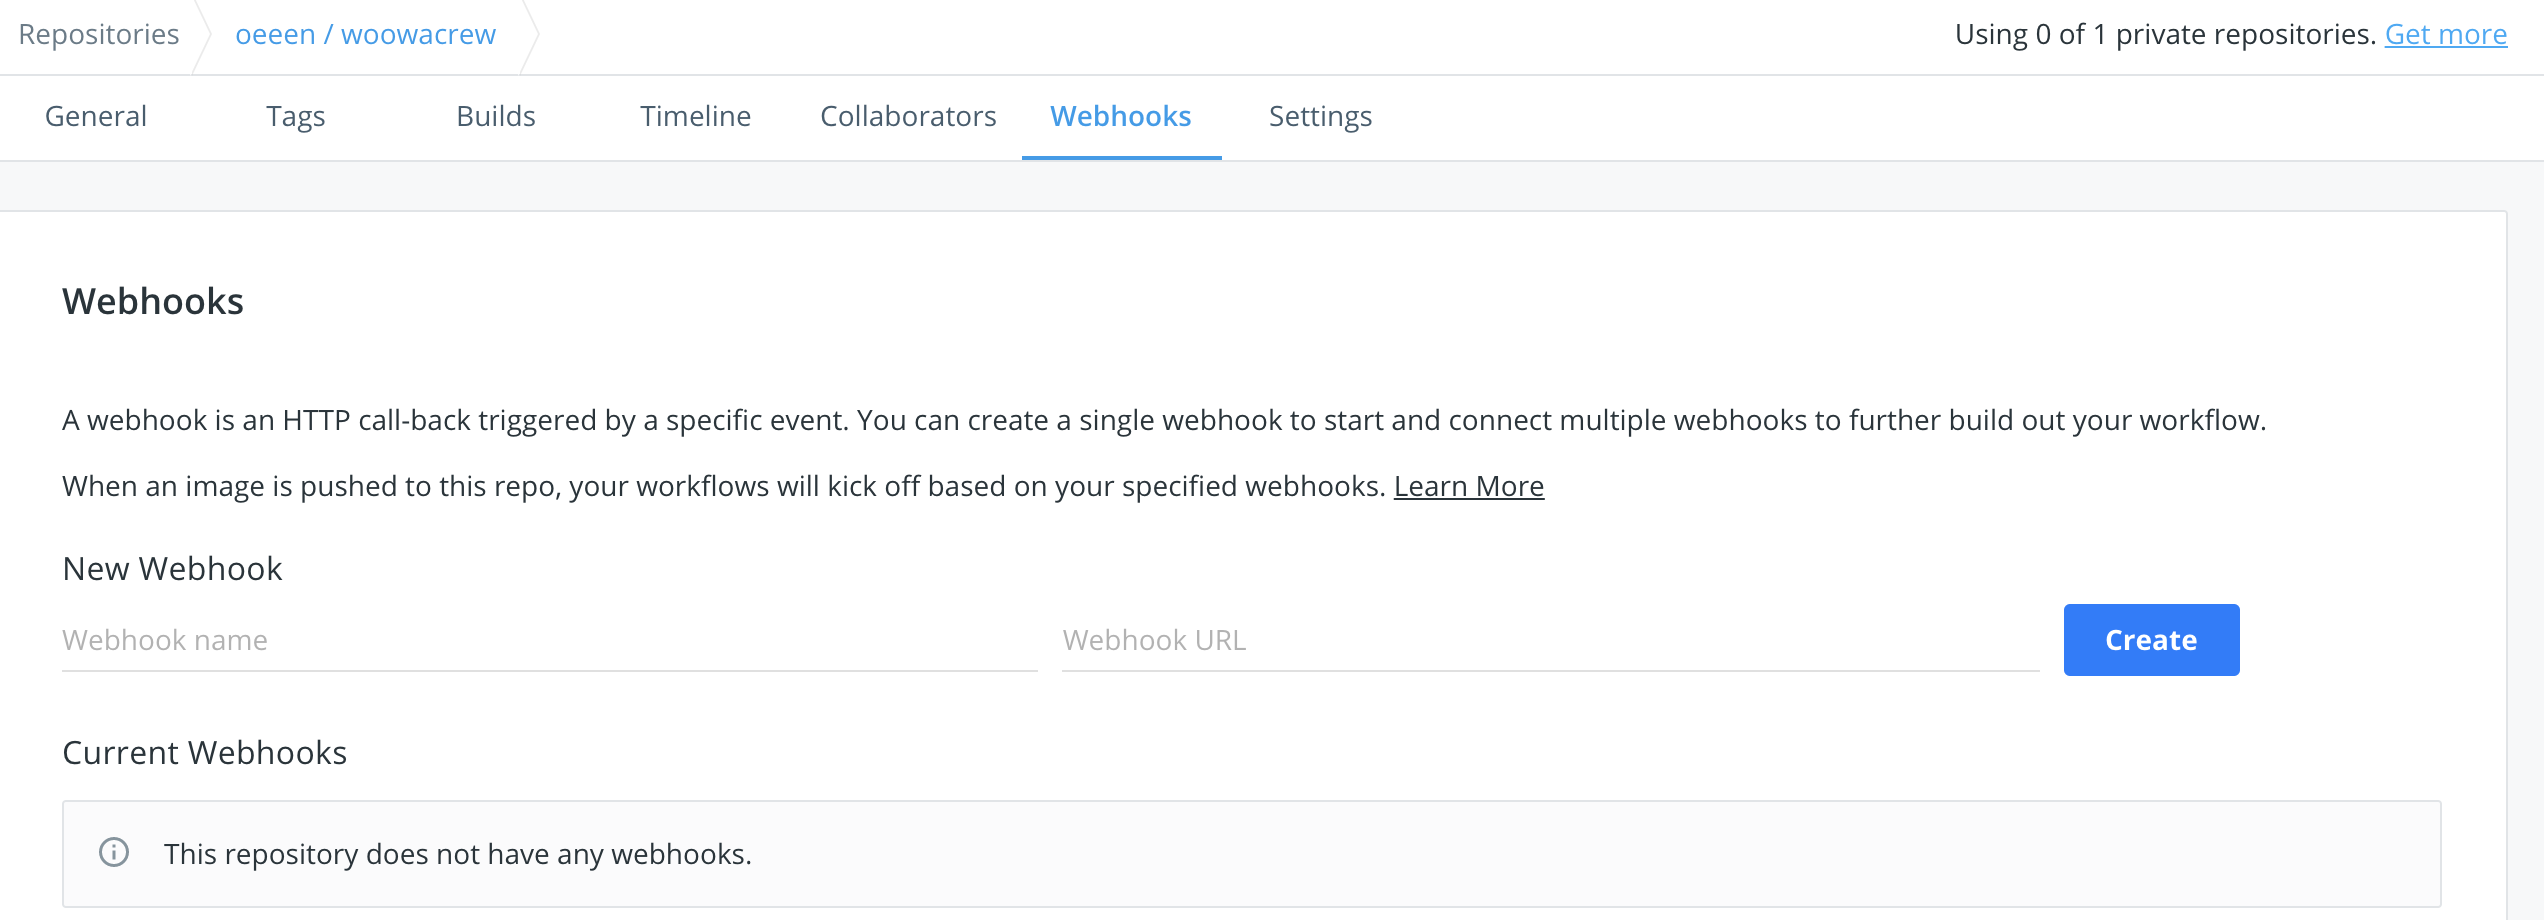 Repositories oeeen / woowacrew Using 0 of 1 private repositories. Get more
General Tags Builds Timeline Collaborators Webhooks Settings
Webhooks
A webhook is an HTTP call-back triggered by a specific event. You can create a single webhook to start and connect multiple webhooks to further build out your workflow.
When an image is pushed to this repo, your workflows will kick off based on your specified webhooks. Learn More
New Webhook
Webhook name Webhook URL Create
Current Webhooks
This repository does not have any webhooks.